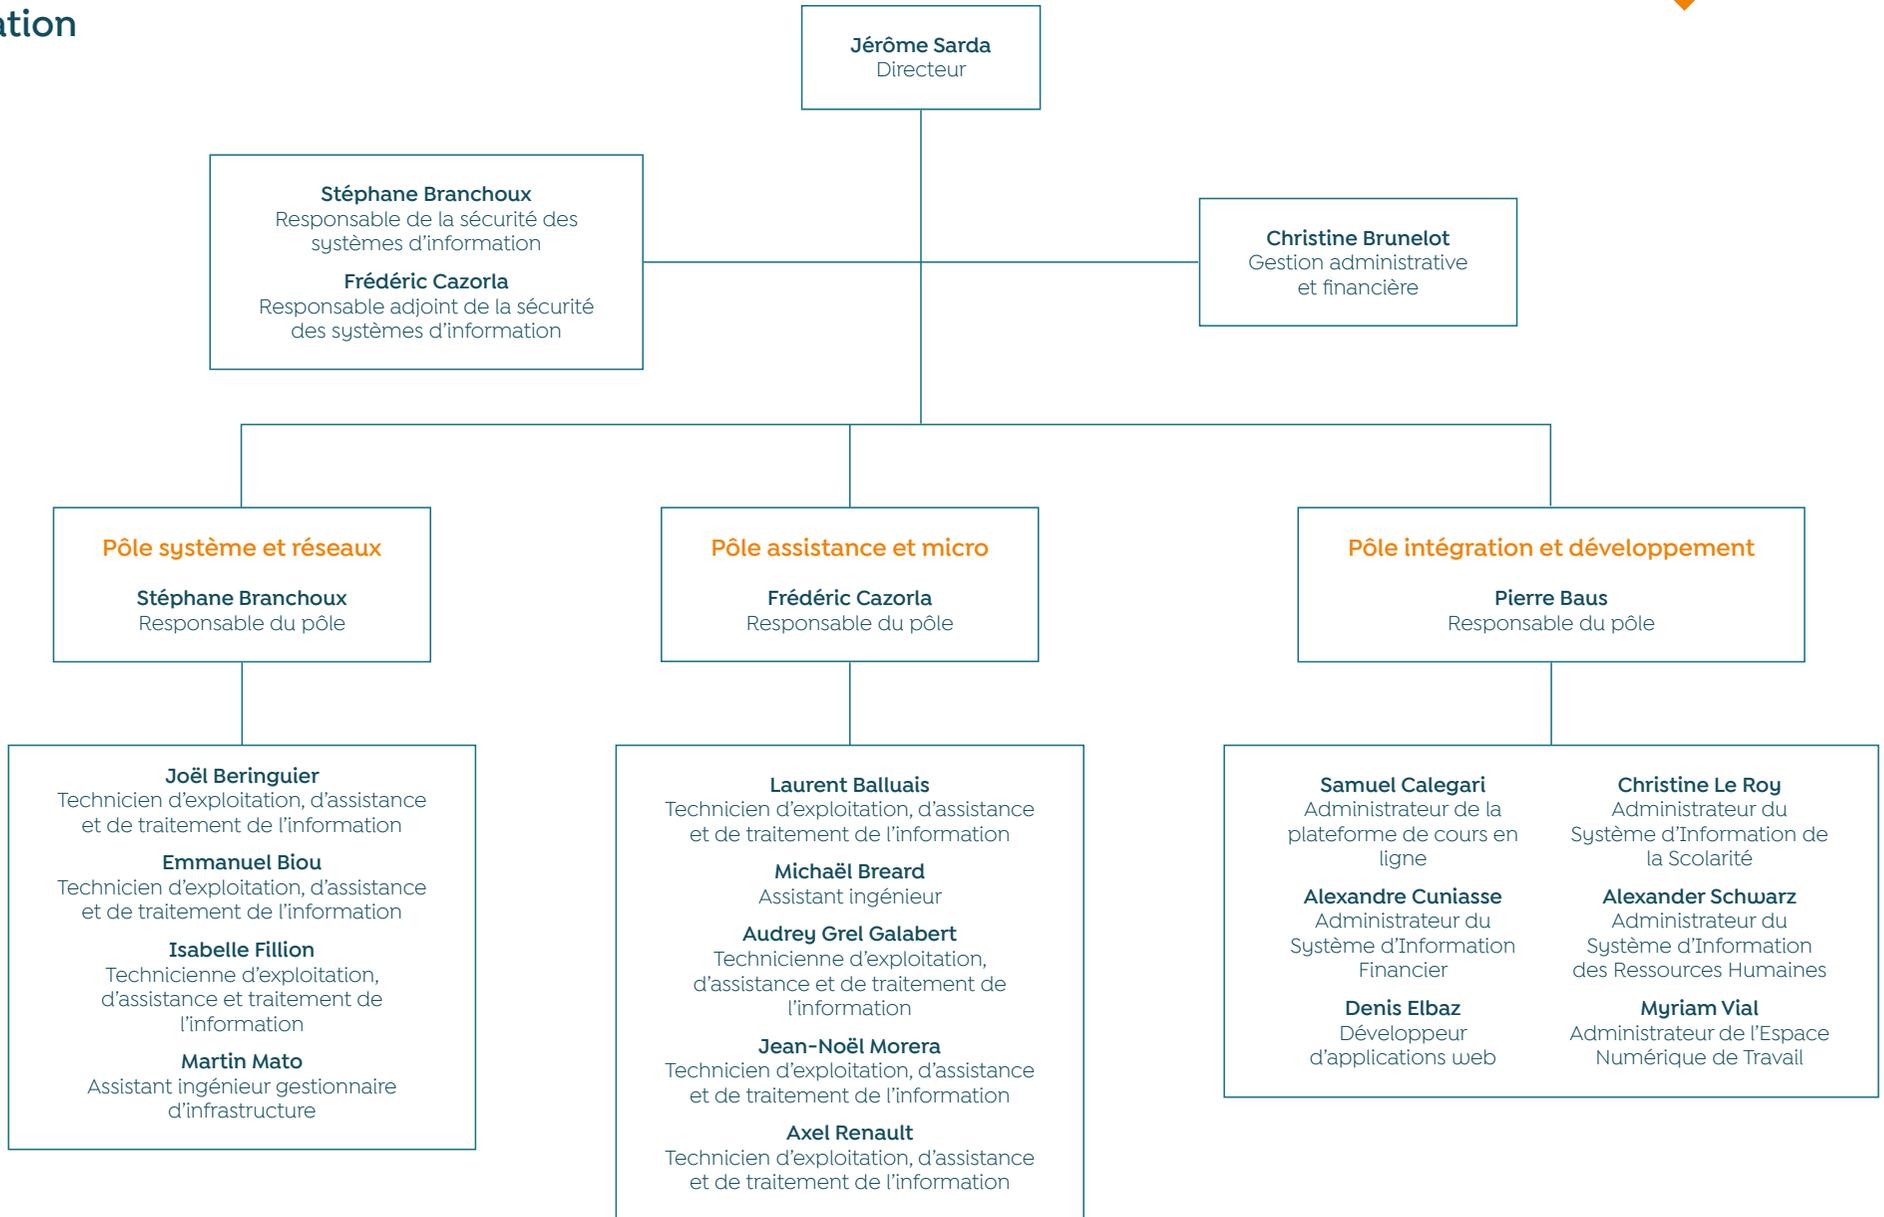 ation
Jérôme Sarda
Directeur
Stéphane Branchoux
Responsable de la sécurité des
systèmes d'information
Frédéric Cazorla
Responsable adjoint de la sécurité
des systèmes d'information
Christine Brunelot
Gestion administrative
et financière
Pôle système et réseaux
Stéphane Branchoux
Responsable du pôle
Pôle assistance et micro
Frédéric Cazorla
Responsable du pôle
Pôle intégration et développement
Pierre Baus
Responsable du pôle
Joël Beringuier
Technicien d'exploitation, d'assistance
et de traitement de l'information
Emmanuel Biou
Technicien d'exploitation, d'assistance
et de traitement de l'information
Isabelle Fillion
Technicienne d'exploitation,
d'assistance et traitement de
l'information
Martin Mato
Assistant ingénieur gestionnaire
d'infrastructure
Laurent Balluais
Technicien d'exploitation, d'assistance
et de traitement de l'information
Michaël Breard
Assistant ingénieur
Audrey Grel Galabert
Technicienne d'exploitation,
d'assistance et de traitement de
l'information
Jean-Noël Morera
Technicien d'exploitation, d'assistance
et de traitement de l'information
Axel Renault
Technicien d'exploitation, d'assistance
et de traitement de l'information
Samuel Calegari
Administrateur de la
plateforme de cours en
ligne
Alexandre Cuniasse
Administrateur du
Système d'Information
Financier
Denis Elbaz
Développeur
d'applications web
Christine Le Roy
Administrateur du
Système d'Information de
la Scolarité
Alexander Schwarz
Administrateur du
Système d'Information
des Ressources Humaines
Myriam Vial
Administrateur de l'Espace
Numérique de Travail